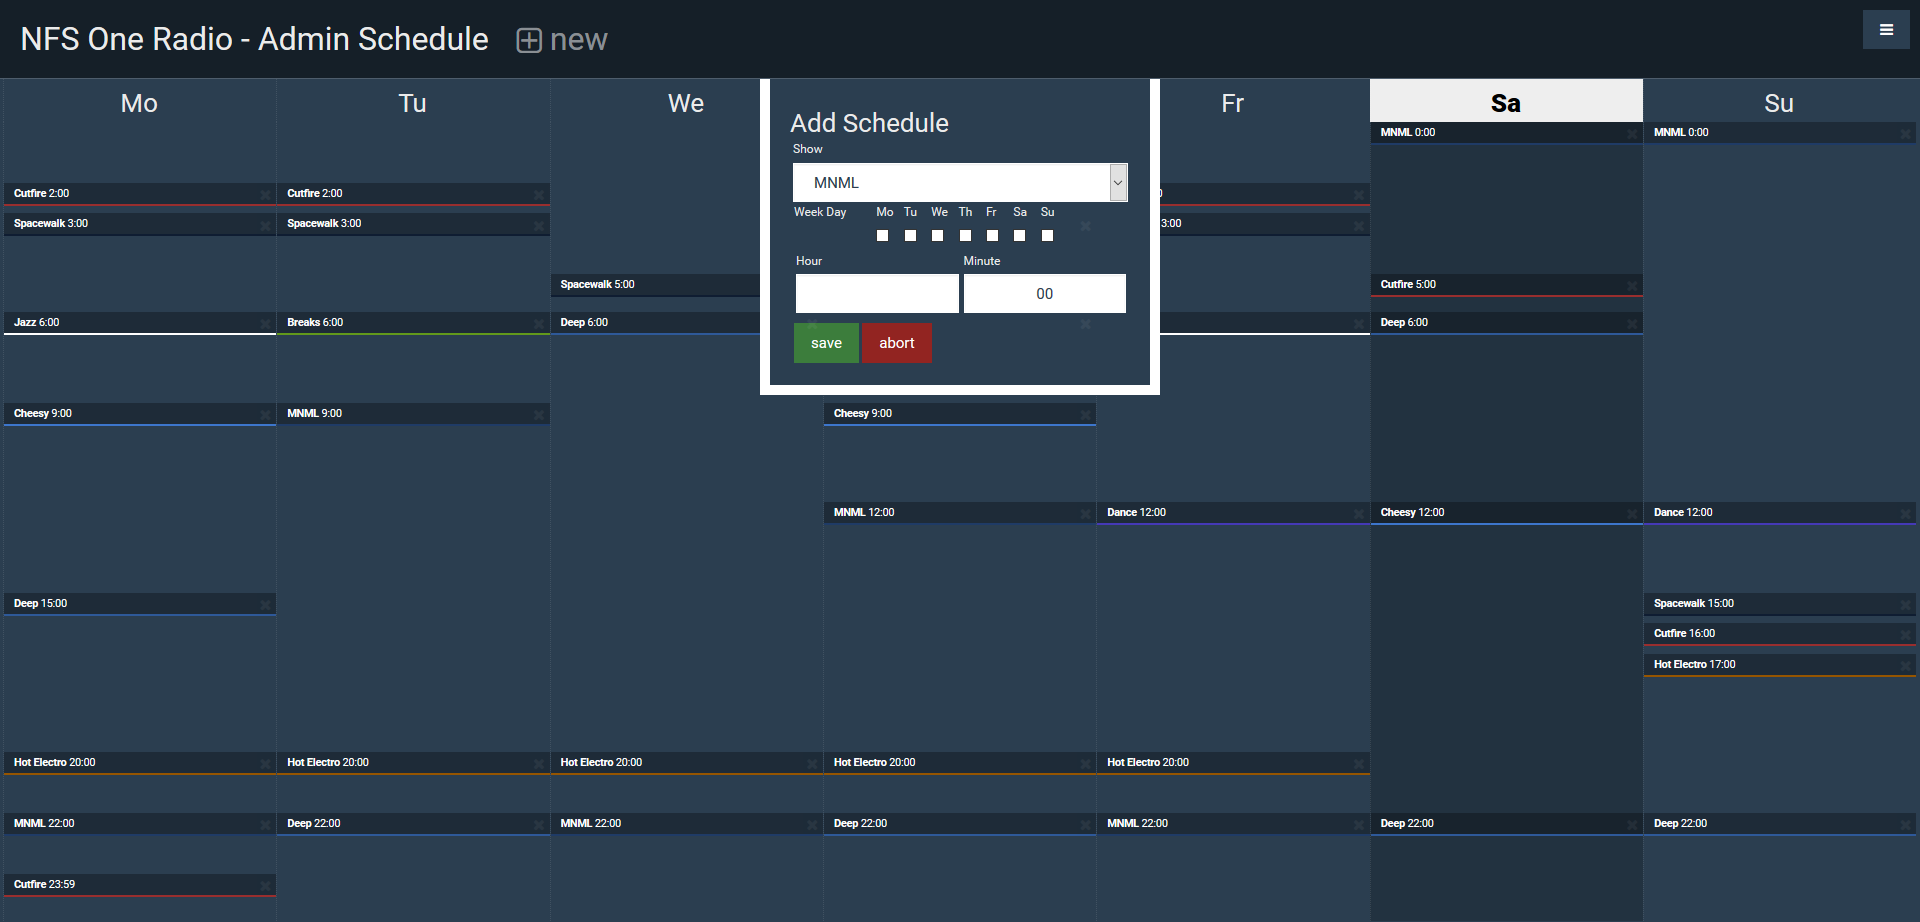 NFS One Radio - Admin Schedule new
Mo Tu We Fr Sa Su
Add Schedule
Show
MNML
Week Day Mo Tu We Th Fr Sa Su
Hour Minute
00
save abort
MNML 0:00 MNML 0:00
Cutfire 2:00 Cutfire 2:00
Spacewalk 3:00 Spacewalk 3:00 3:00
Spacewalk 5:00 Cutfire 5:00
Jazz 6:00 Breaks 6:00 Deep 6:00 Deep 6:00
Cheesy 9:00 MNML 9:00 Cheesy 9:00
MNML 12:00 Dance 12:00 Cheesy 12:00 Dance 12:00
Deep 15:00 Spacewalk 15:00
Cutfire 16:00
Hot Electro 17:00
Hot Electro 20:00 Hot Electro 20:00 Hot Electro 20:00 Hot Electro 20:00 Hot Electro 20:00
MNML 22:00 Deep 22:00 MNML 22:00 Deep 22:00 MNML 22:00 Deep 22:00 Deep 22:00
Cutfire 23:59